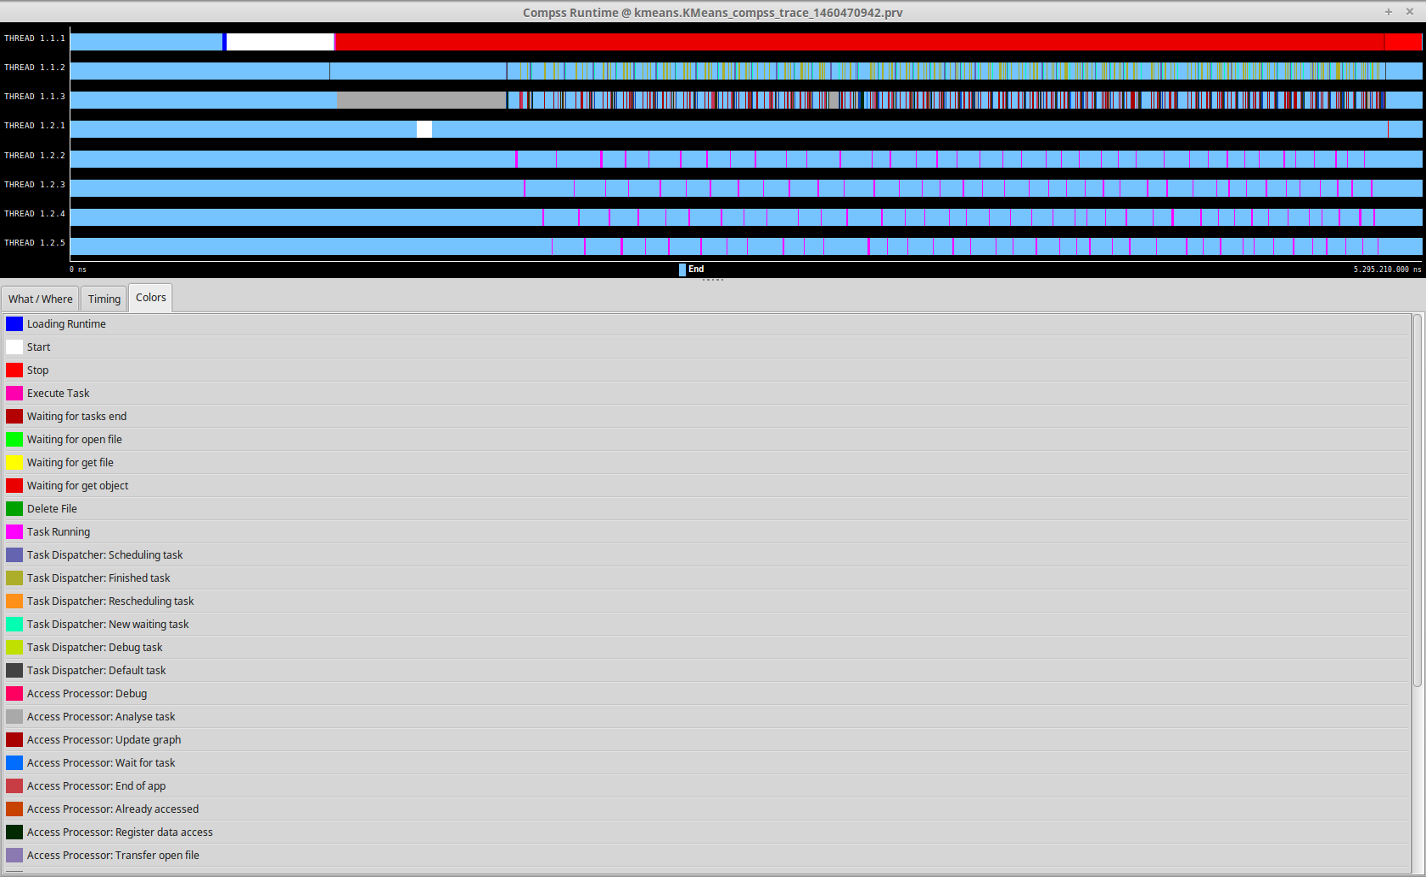 Compss Runtime @ kmeans.KMeans_compss_trace_1460470942.prv
THREAD 1.1.1
THREAD 1.1.2
THREAD 1.1.3
THREAD 1.2.1
THREAD 1.2.2
THREAD 1.2.3
THREAD 1.2.4
THREAD 1.2.5
0 ns End 5.295.210.000 ns
What / Where Timing Colors
Loading Runtime
Start
Stop
Execute Task
Waiting for tasks end
Waiting for open file
Waiting for get file
Waiting for get object
Delete File
Task Running
Task Dispatcher: Scheduling task
Task Dispatcher: Finished task
Task Dispatcher: Rescheduling task
Task Dispatcher: New waiting task
Task Dispatcher: Debug task
Task Dispatcher: Default task
Access Processor: Debug
Access Processor: Analyse task
Access Processor: Update graph
Access Processor: Wait for task
Access Processor: End of app
Access Processor: Already accessed
Access Processor: Register data access
Access Processor: Transfer open file